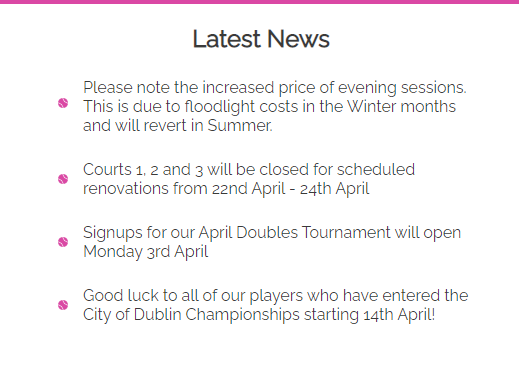 Latest News
Please note the increased price of evening sessions.
This is due to floodlight costs in the Winter months
and will revert in Summer.
Courts 1, 2 and 3 will be closed for scheduled
renovations from 22nd April - 24th April
Signups for our April Doubles Tournament will open
Monday 3rd April
Good luck to all of our players who have entered the
City of Dublin Championships starting 14th April!